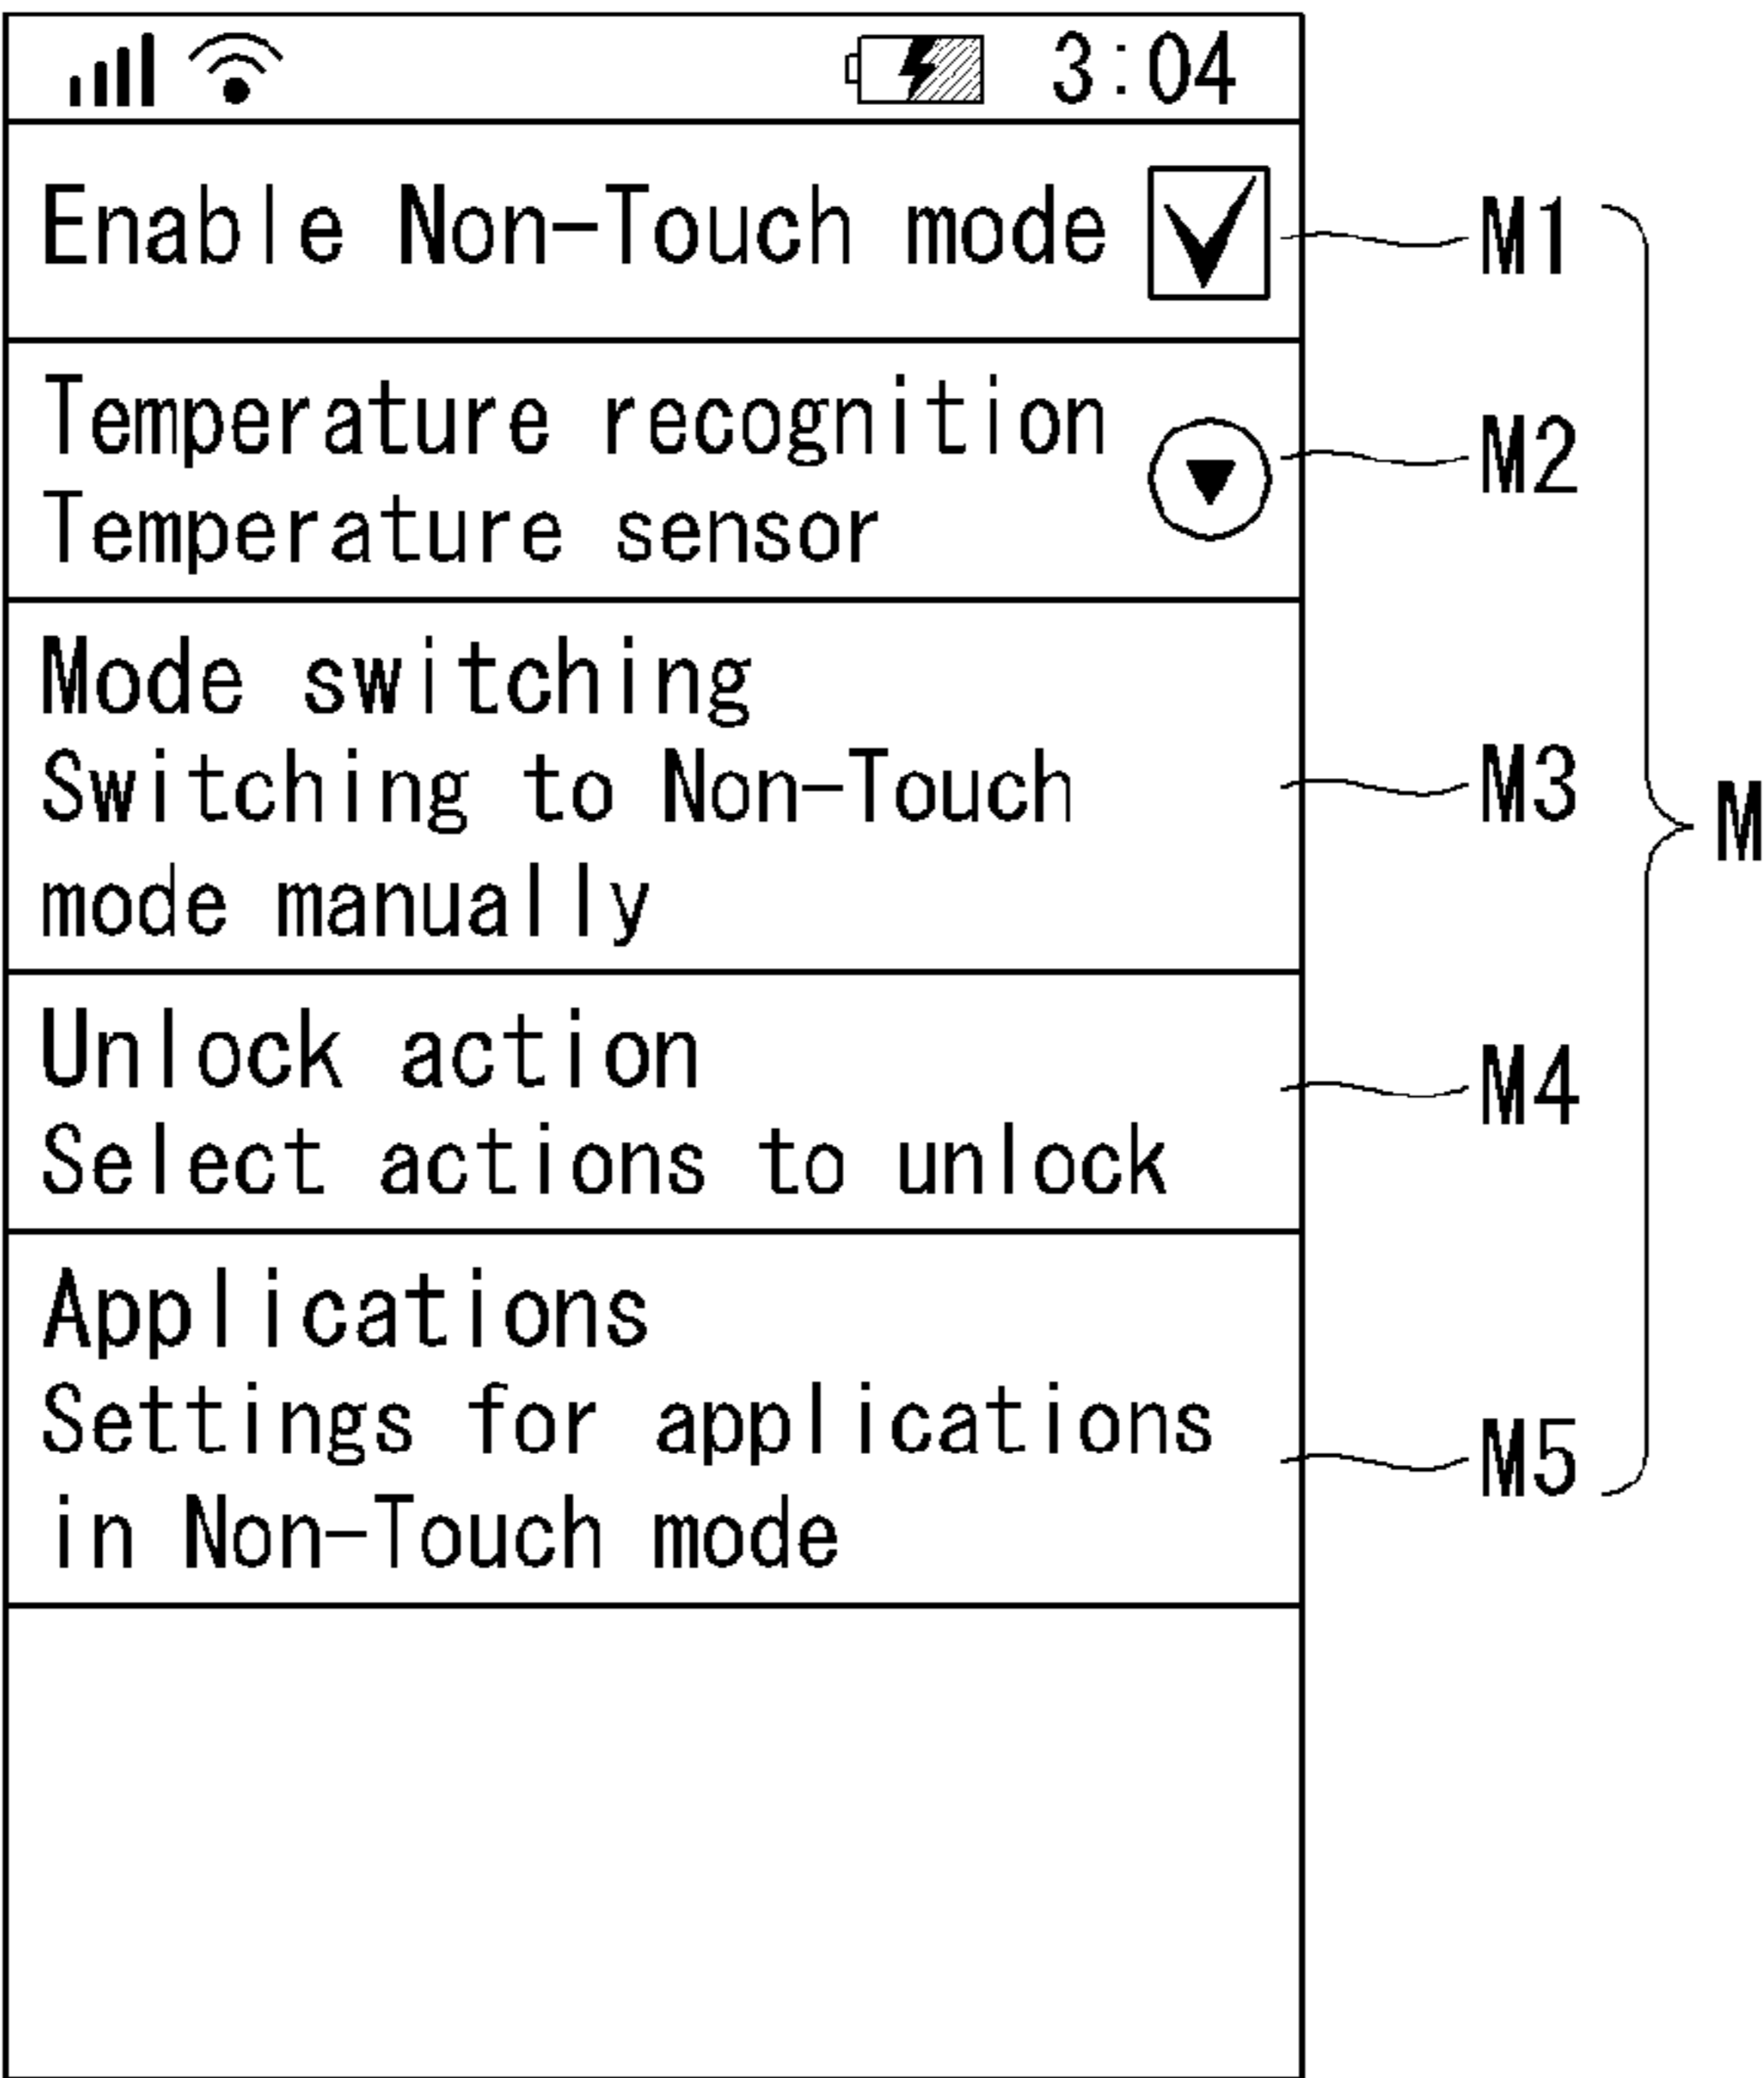 3:04
Enable Non-Touch mode
M1
Temperature recognition
M2
Temperature sensor
Mode switching
Switching to Non-Touch
M3
mode manually
M
Unlock action
M4
Select actions to unlock
Applications
Settings for applications
M5
in Non-Touch mode